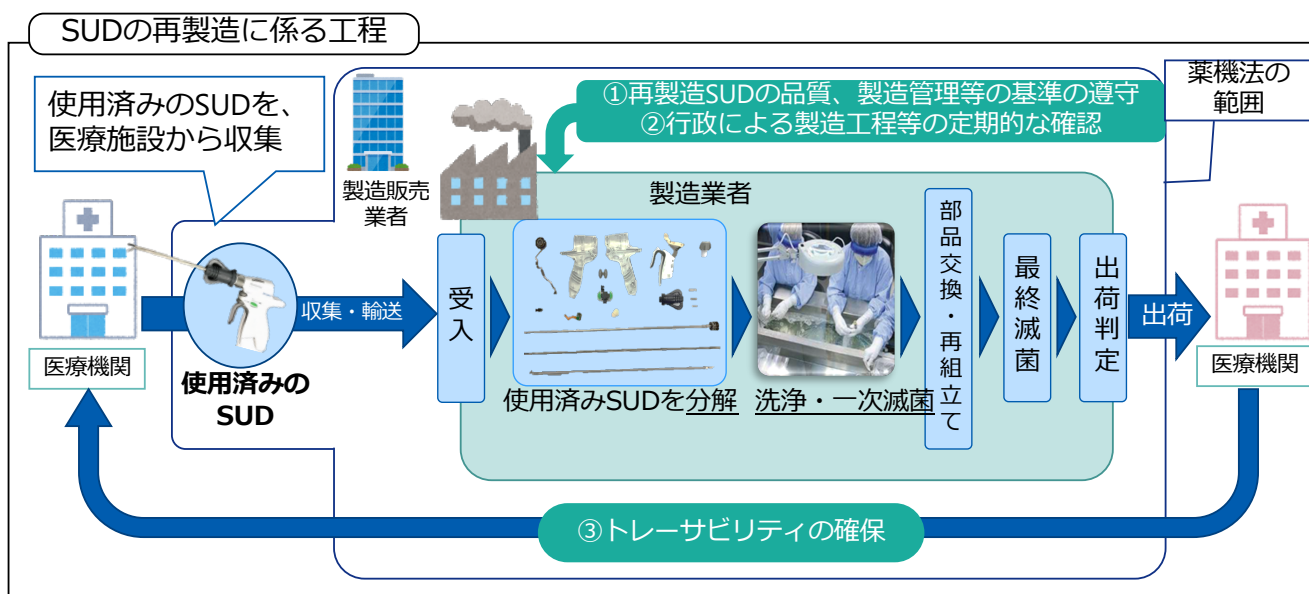 SUDの再製造に係る工程
使用済みのSUDを、
医療施設から収集
製造販売
業者
①再製造SUDの品質、製造管理等の基準の遵守
②行政による製造工程等の定期的な確認
薬機法の
範囲
製造業者
医療機関
使用済みの
SUD
収集・輸送
受入
使用済みSUDを分解
洗浄・一次滅菌
部品交換・再組立て
最終滅菌
出荷判定
出荷
医療機関
③トレーサビリティの確保